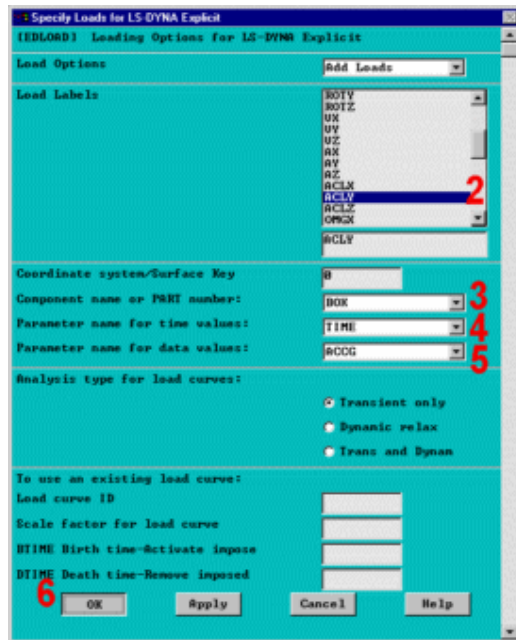 Specify Loads for LS-DYNA Explicit
[EDLOAD] Loading Options for LS-DYNA Explicit
Load Options
Add Loads
Load Labels
ROTY
ROTZ
UX
UY
UZ
AX
AY
AZ
ACLX
ACLY
2
ACLZ
OMGX
ACLY
Coordinate system/Surface Key
0
Component name or PART number:
BOX
3
Parameter name for time values:
TIME
4
Parameter name for data values:
ACCG
5
Analysis type for load curves:
Transient only
Dynamic relax
Trans and Dynam
To use an existing load curve:
Load curve ID
Scale factor for load curve
BTIME Birth time-Activate impose
DTIME Death time-Remove imposed
6
OK
Apply
Cancel
Help